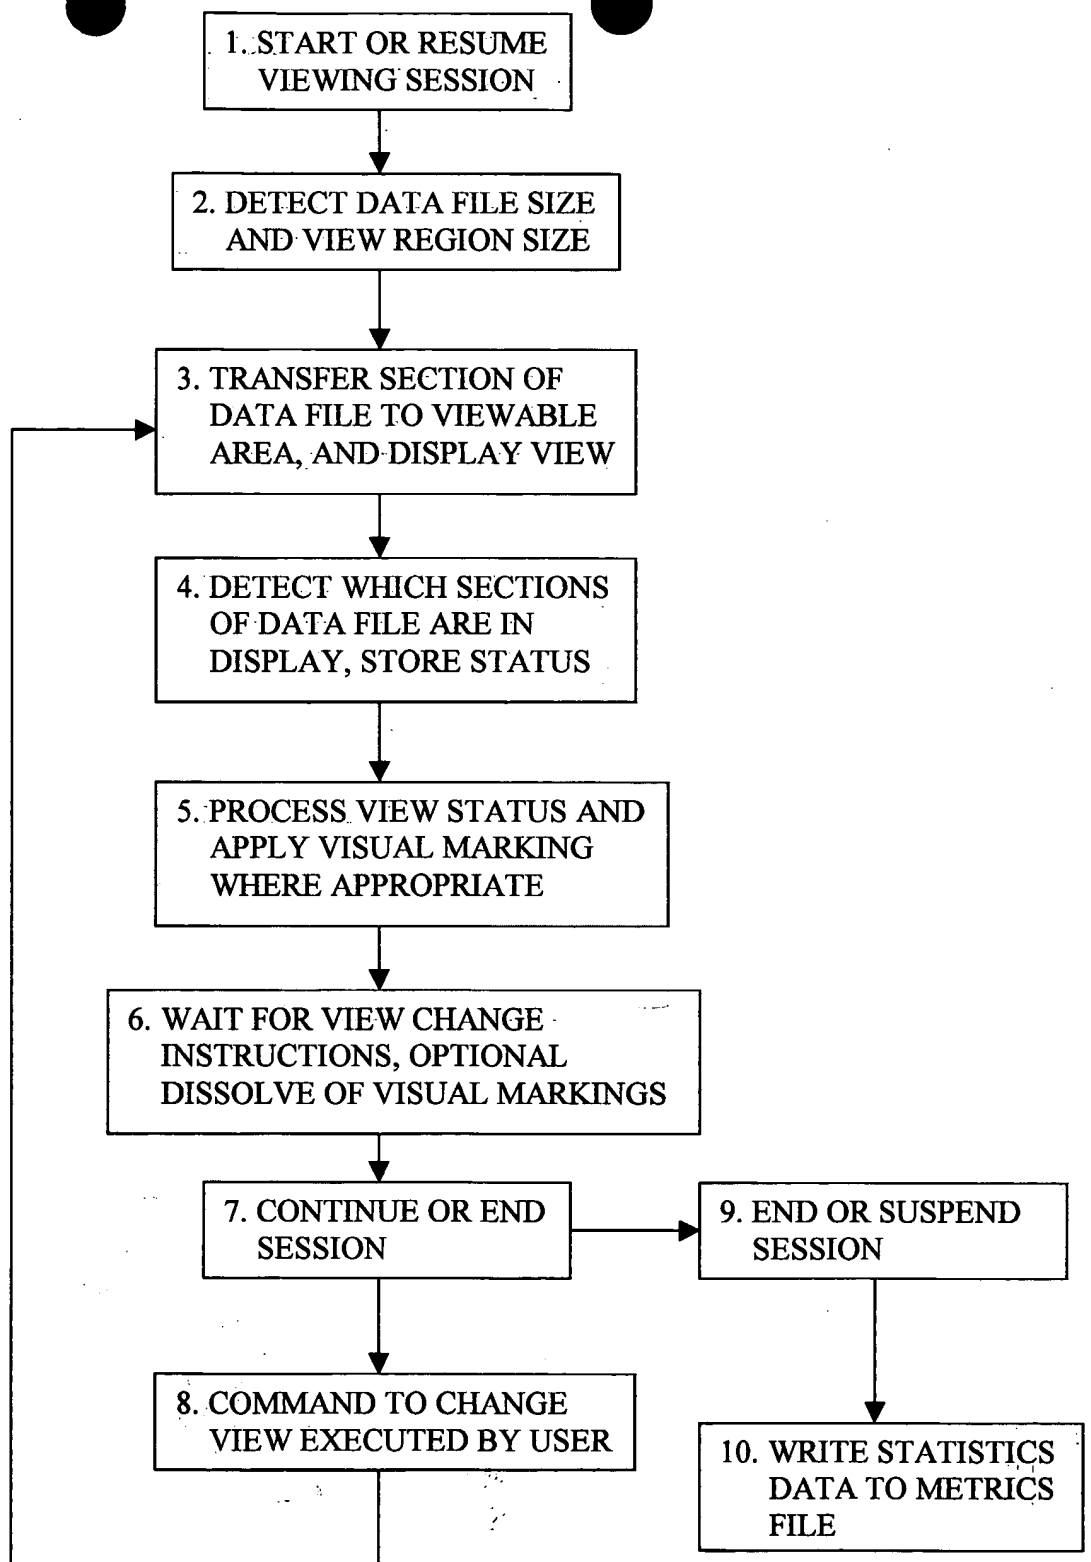 1. START OR RESUME
VIEWING SESSION
2. DETECT DATA FILE SIZE
AND VIEW REGION SIZE
3. TRANSFER SECTION OF
DATA FILE TO VIEWABLE
AREA, AND DISPLAY VIEW
4. DETECT WHICH SECTIONS
OF DATA FILE ARE IN
DISPLAY, STORE STATUS
5. PROCESS VIEW STATUS AND
APPLY VISUAL MARKING
WHERE APPROPRIATE
6. WAIT FOR VIEW CHANGE
INSTRUCTIONS, OPTIONAL
DISSOLVE OF VISUAL MARKINGS
7. CONTINUE OR END
SESSION
9. END OR SUSPEND
SESSION
8. COMMAND TO CHANGE
VIEW EXECUTED BY USER
10. WRITE STATISTICS
DATA TO METRICS
FILE